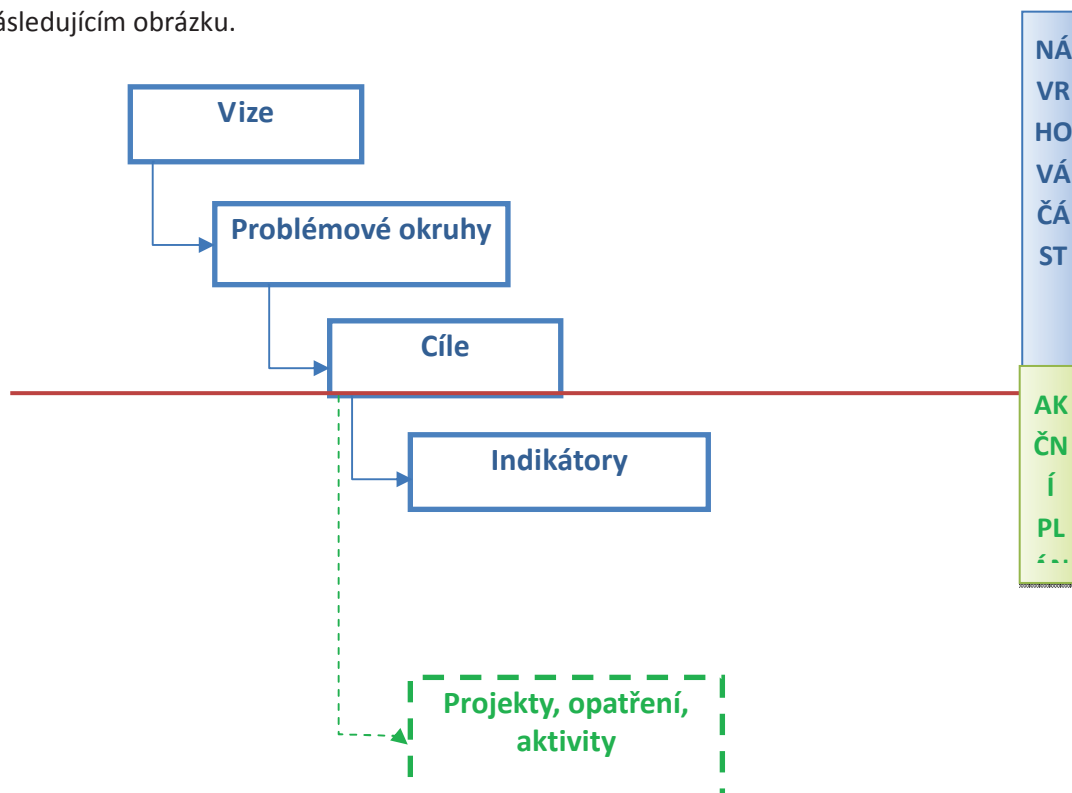 ásledujícím obrázku.
Vize
Problémové okruhy
Cíle
Indikátory
Projekty, opatření,
aktivity
NÁ
VR
HO
VÁ
ČÁ
ST
AK
ČN
Í
PL